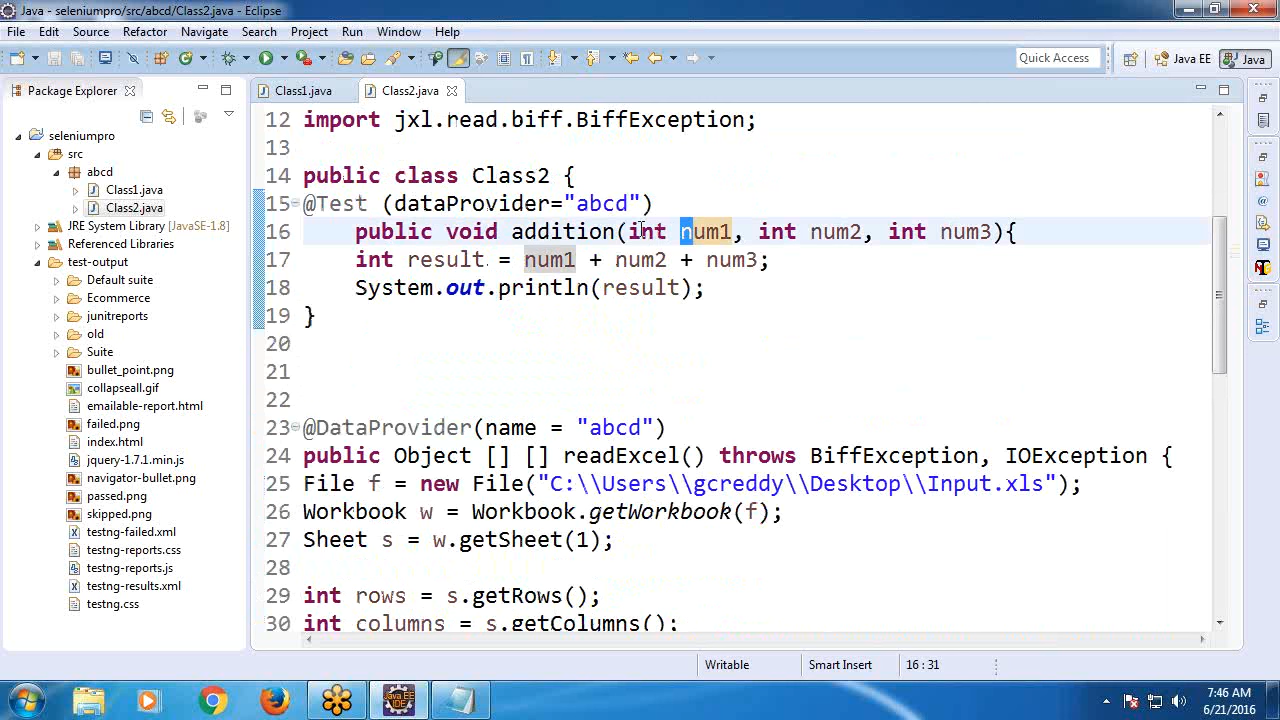 Java - seleniumpro/src/abcd/Class2.java - Eclipse
File Edit Source Refactor Navigate Search Project Run Window Help
Quick Access Java EE Java
Package Explorer
Class1.java Class2.java
seleniumpro
src
abcd
Class1.java
Class2.java
JRE System Library [JavaSE-1.8]
Referenced Libraries
test-output
Default suite
Ecommerce
junitreports
old
Suite
bullet_point.png
collapseall.gif
emailable-report.html
failed.png
index.html
jquery-1.7.1.min.js
navigator-bullet.png
passed.png
skipped.png
testng-failed.xml
testng-reports.css
testng-reports.js
testng-results.xml
testng.css
12 import jxl.read.biff.BiffException;
13
14 public class Class2 {
15 @Test (dataProvider="abcd")
16 public void addition(int num1, int num2, int num3){
17 int result = num1 + num2 + num3;
18 System.out.println(result);
19 }
20
21
22
23 @DataProvider(name = "abcd")
24 public Object [] [] readExcel() throws BiffException, IOException {
25 File f = new File("C:\\Users\\gcreddy\\Desktop\\Input.xls");
26 Workbook w = Workbook.getWorkbook(f);
27 Sheet s = w.getSheet(1);
28
29 int rows = s.getRows();
30 int columns = s.getColumns();
Writable Smart Insert 16 : 31
Java EE
IDE
7:46 AM
6/21/2016